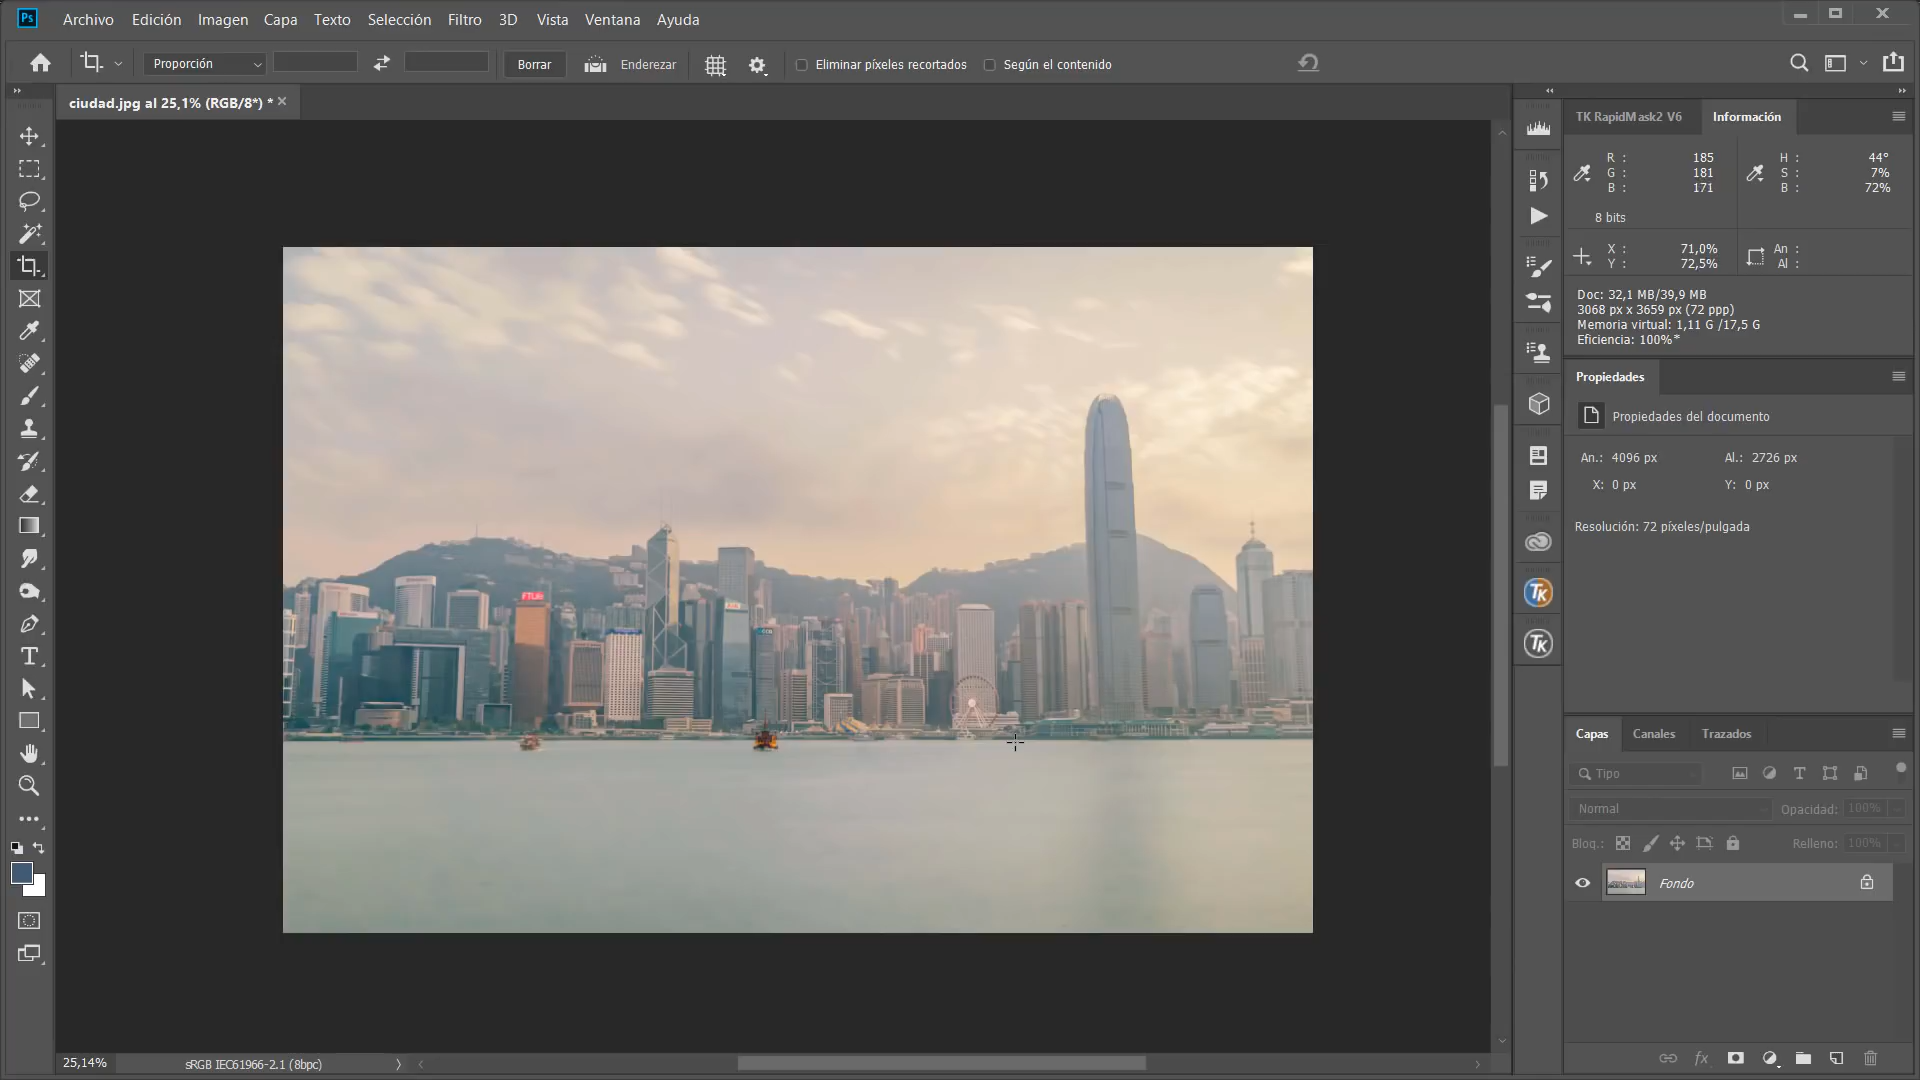 Ps Archivo Edición Imagen Capa Texto Selección Filtro 3D Vista Ventana Ayuda
Proporción Borrar Enderezar Eliminar píxeles recortados Según el contenido
ciudad.jpg al 25,1% (RGB/8*) *
TK RapidMask2 V6 Información
R : 185 H : 44°
G : 181 S : 7%
B : 171 B : 72%
8 bits
X : 71,0% An :
Y : 72,5% Al :
Doc: 32,1 MB/39,9 MB
3068 px x 3659 px (72 ppp)
Memoria virtual: 1,11 G /17,5 G
Eficiencia: 100%*
Propiedades
Propiedades del documento
An.: 4096 px Al.: 2726 px
X: 0 px Y: 0 px
Resolución: 72 píxeles/pulgada
TK
TK
Capas Canales Trazados
Tipo
Normal Opacidad: 100%
Bloq.: Relleno: 100%
Fondo
fx
25,14% sRGB IEC61966-2.1 (8bpc)